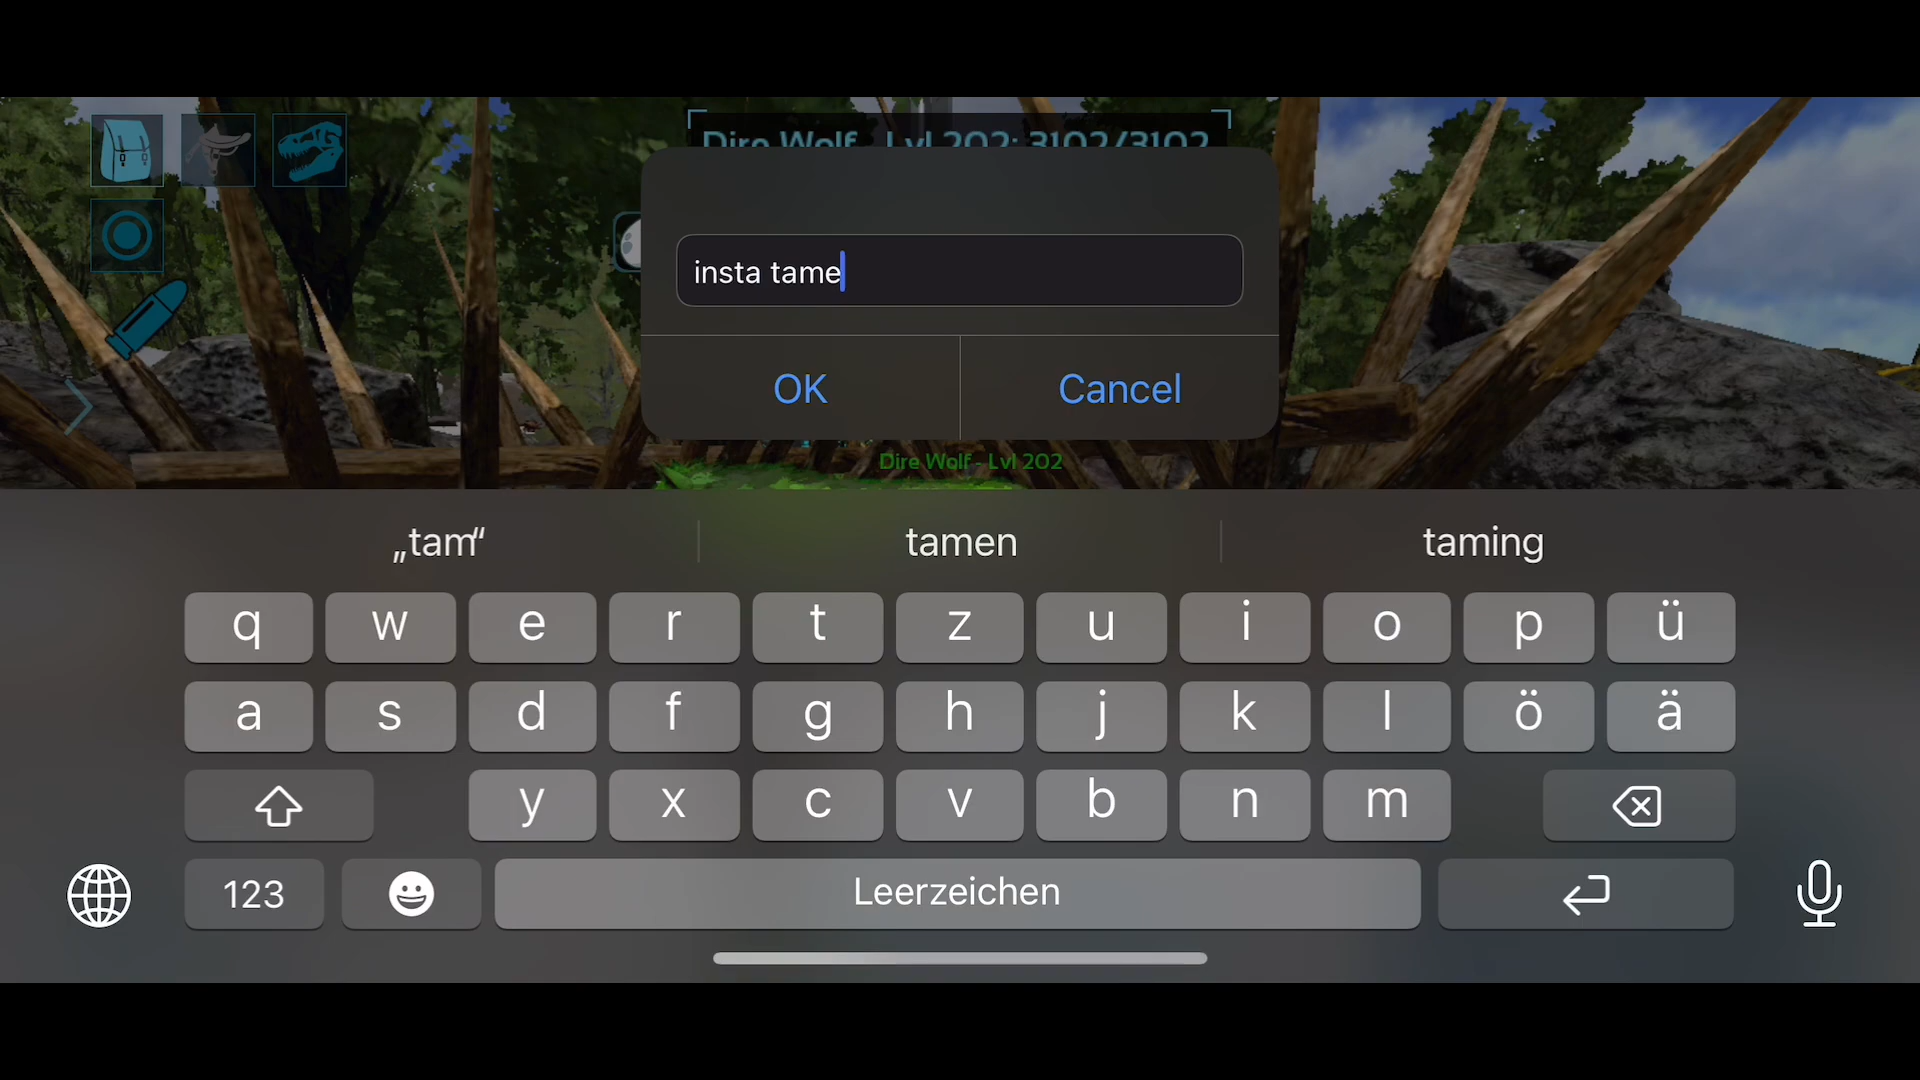 Dire Wolf - Lvl 202: 3102/3102
insta tame
OK Cancel
Dire Wolf - Lvl 202
„tam“ tamen taming
q w e r t z u i o p ü
a s d f g h j k l ö ä
y x c v b n m
123 Leerzeichen